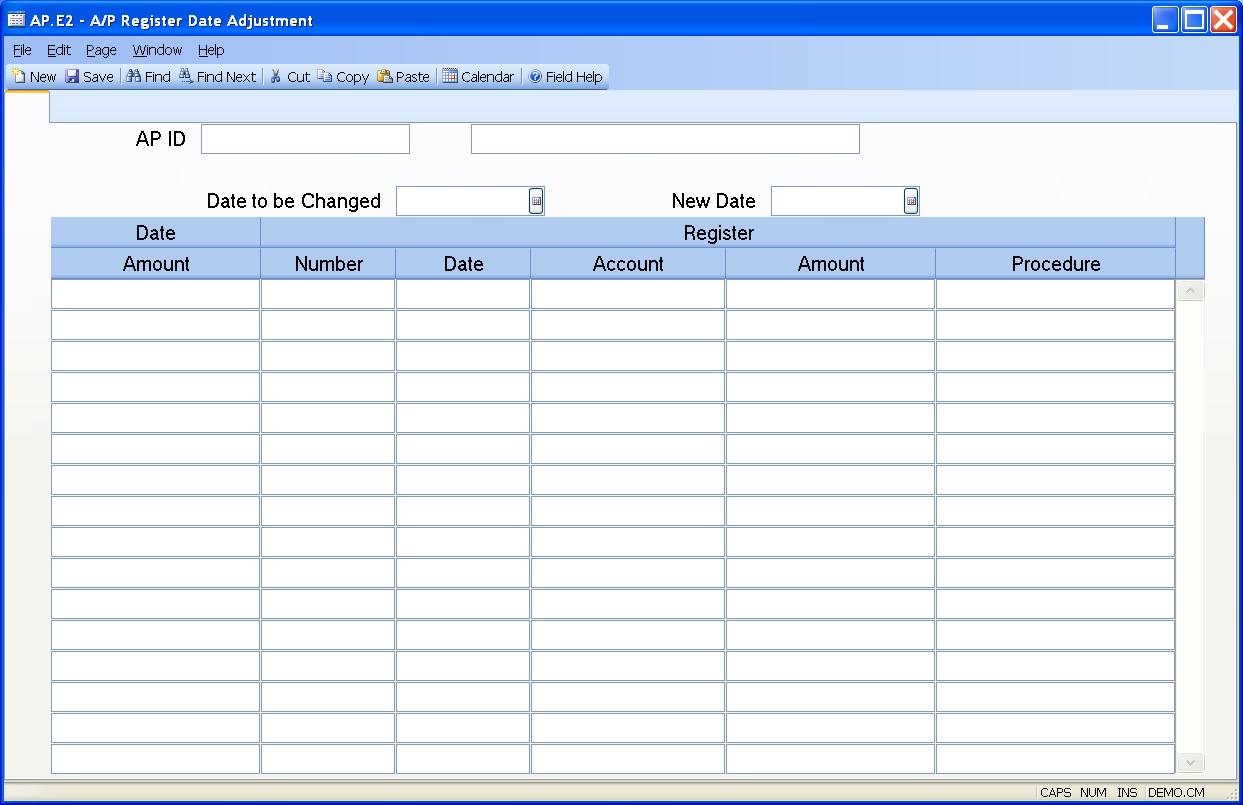 AP.E2 - A/P Register Date Adjustment
File Edit Page Window Help
New Save Find Find Next Cut Copy Paste Calendar Field Help
AP ID
Date to be Changed New Date
Date Register
Amount Number Date Account Amount Procedure
CAPS NUM INS DEMO.CM